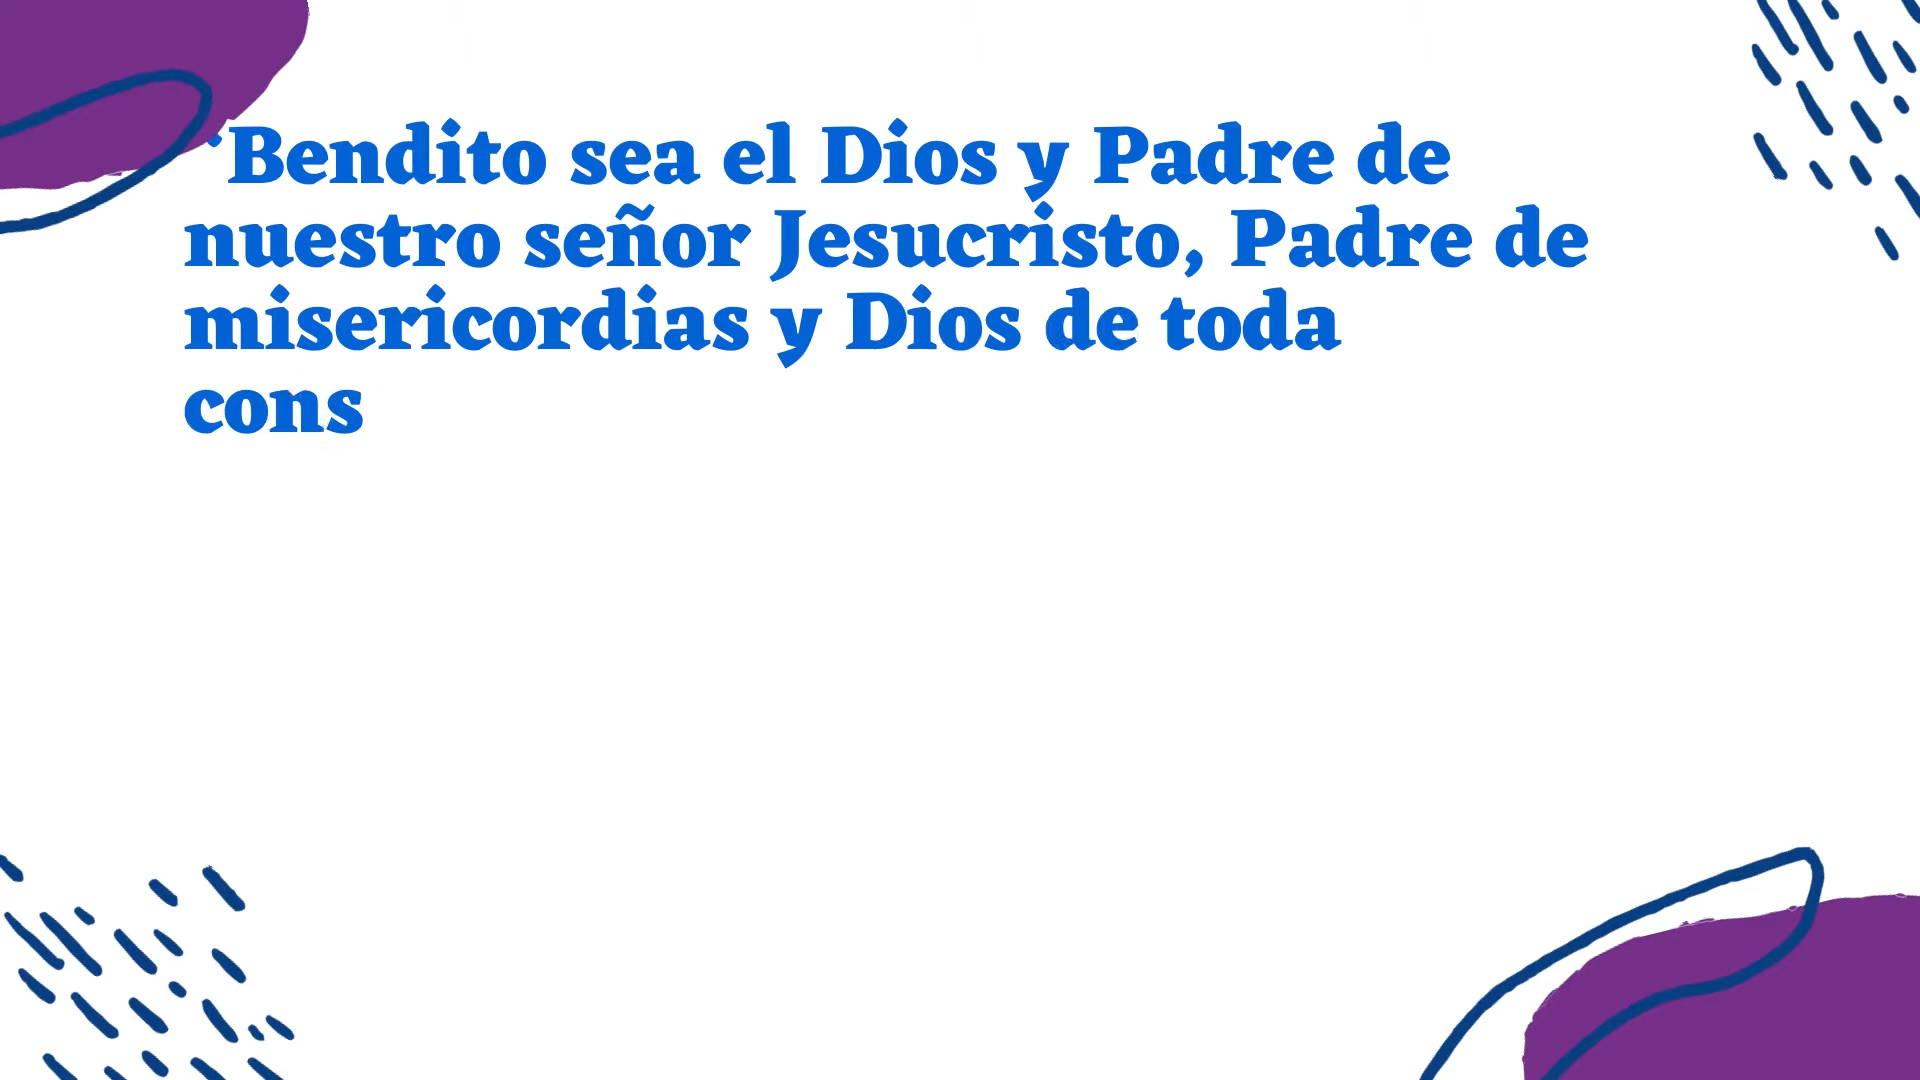 "Bendito sea el Dios y Padre de
nuestro señor Jesucristo, Padre de
misericordias y Dios de toda
cons